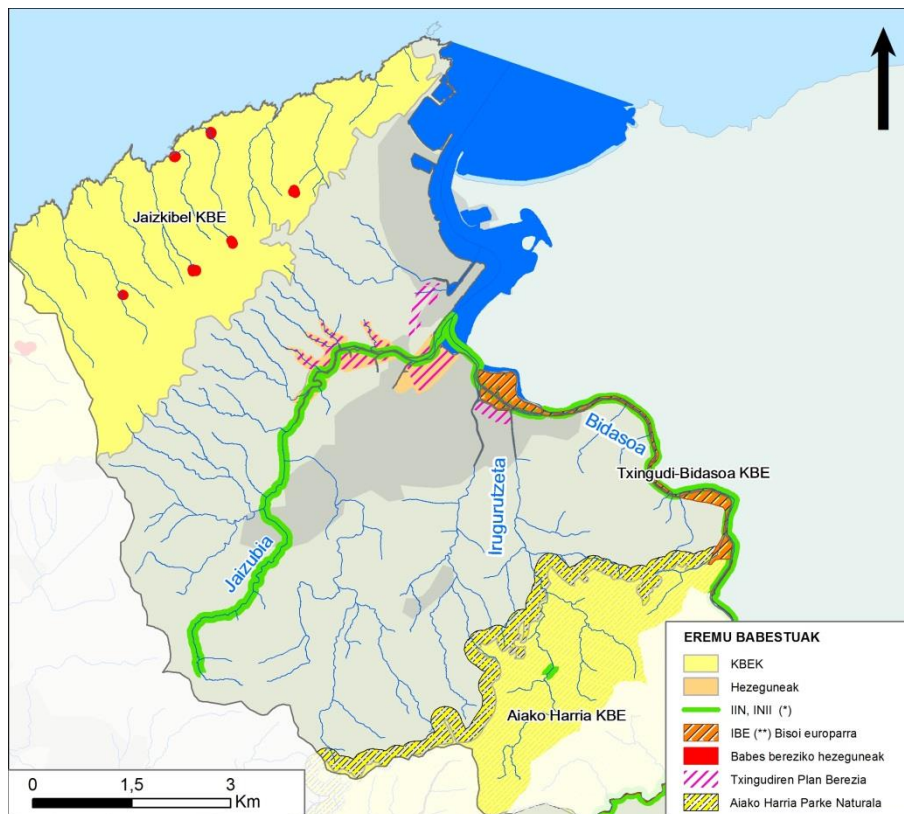 Jaizkibel KBE
Bidasoa
Txingudi-Bidasoa KBE
Irugurutzeta
Jaizubia
Aiako Harria KBE
EREMU BABESTUAK
KBEK
Hezeguneak
IIN, INII (*)
IBE (**) Bisoi europarra
Babes bereziko hezeguneak
Txingudiren Plan Berezia
Aiako Harria Parke Naturala
0 1,5 3
Km